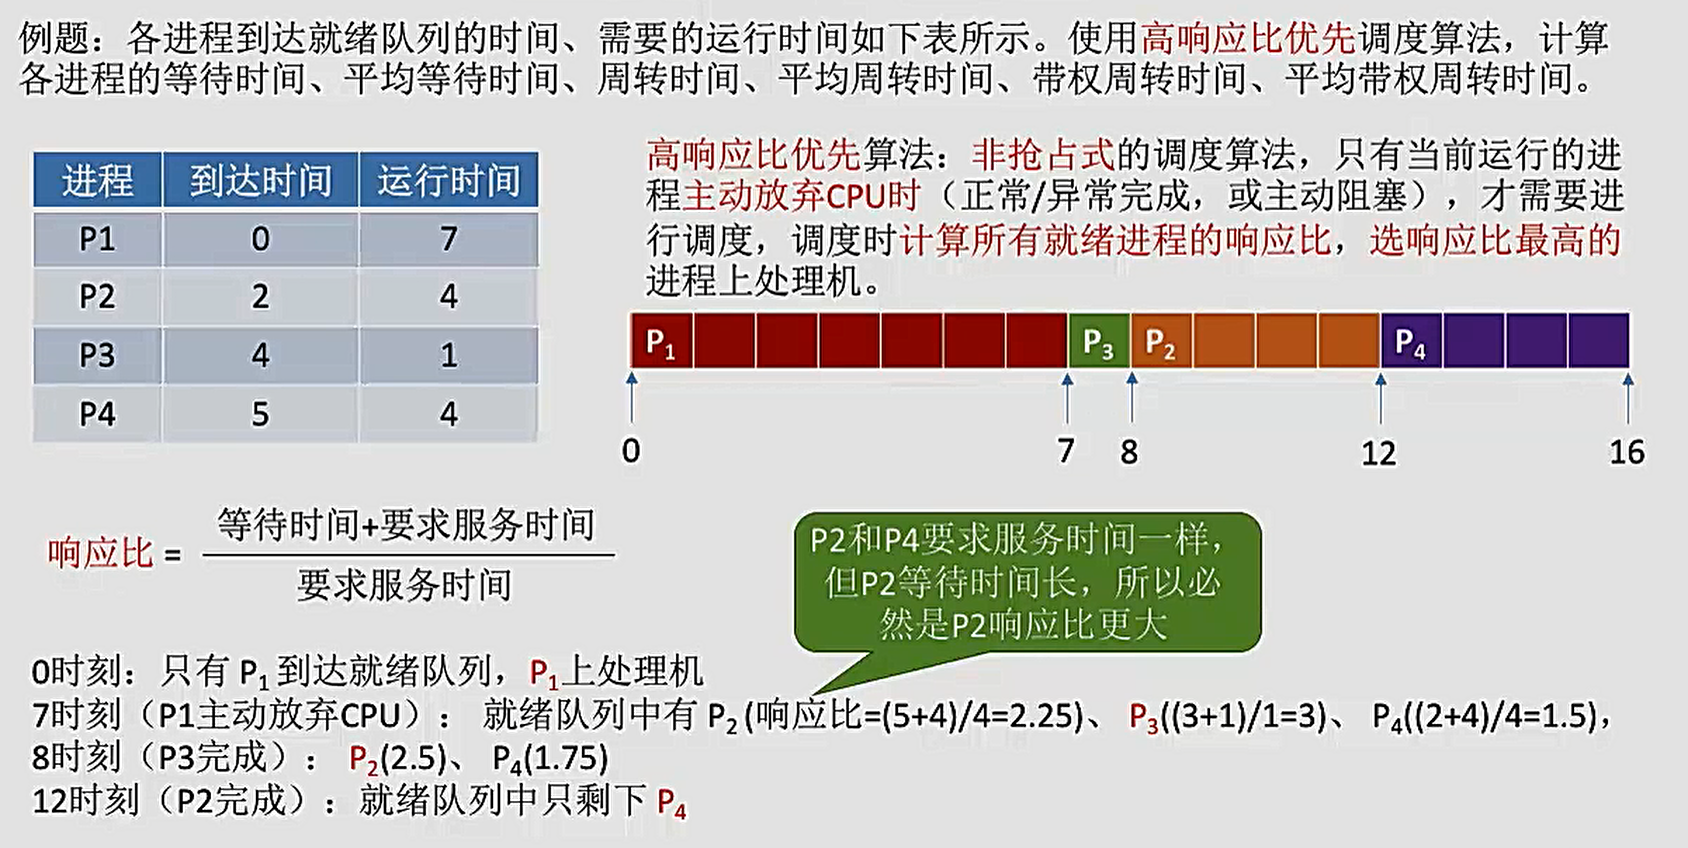 例题：各进程到达就绪队列的时间、需要的运行时间如下表所示。使用高响应比优先调度算法，计算
各进程的等待时间、平均等待时间、周转时间、平均周转时间、带权周转时间、平均带权周转时间。
进程 到达时间 运行时间
P1 0 7
P2 2 4
P3 4 1
P4 5 4
高响应比优先算法：非抢占式的调度算法，只有当前运行的进
程主动放弃CPU时（正常/异常完成，或主动阻塞），才需要进
行调度，调度时计算所有就绪进程的响应比，选响应比最高的
进程上处理机。
P₁ P₃ P₂ P₄
0 7 8 12 16
响应比 =
等待时间+要求服务时间
要求服务时间
P2和P4要求服务时间一样，
但P2等待时间长，所以必
然是P2响应比更大
0时刻：只有 P₁ 到达就绪队列，P₁上处理机
7时刻（P1主动放弃CPU）： 就绪队列中有 P₂ (响应比=(5+4)/4=2.25)、 P₃((3+1)/1=3)、 P₄((2+4)/4=1.5)，
8时刻（P3完成）： P₂(2.5)、 P₄(1.75)
12时刻（P2完成）：就绪队列中只剩下 P₄